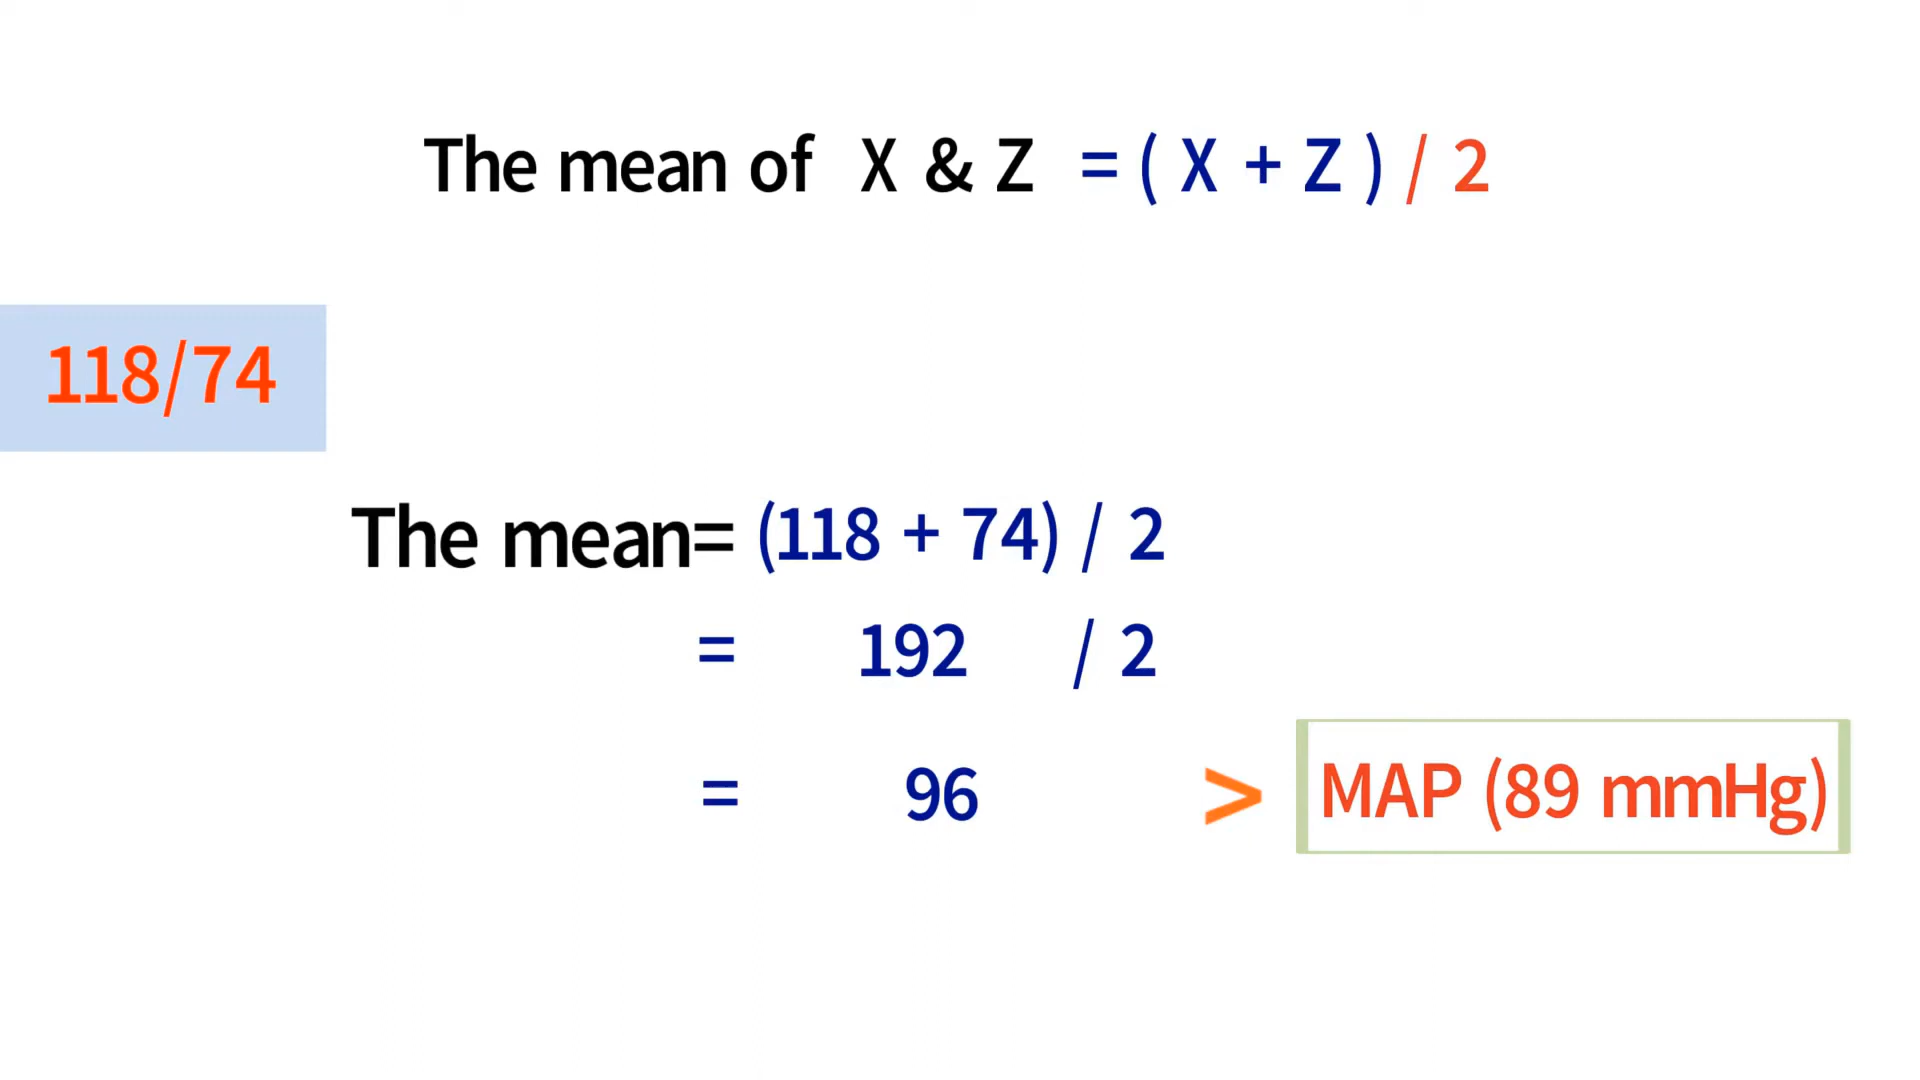 The mean of X & Z = ( X + Z ) / 2
118/74
The mean= (118 + 74) / 2
= 192 / 2
= 96 > MAP (89 mmHg)